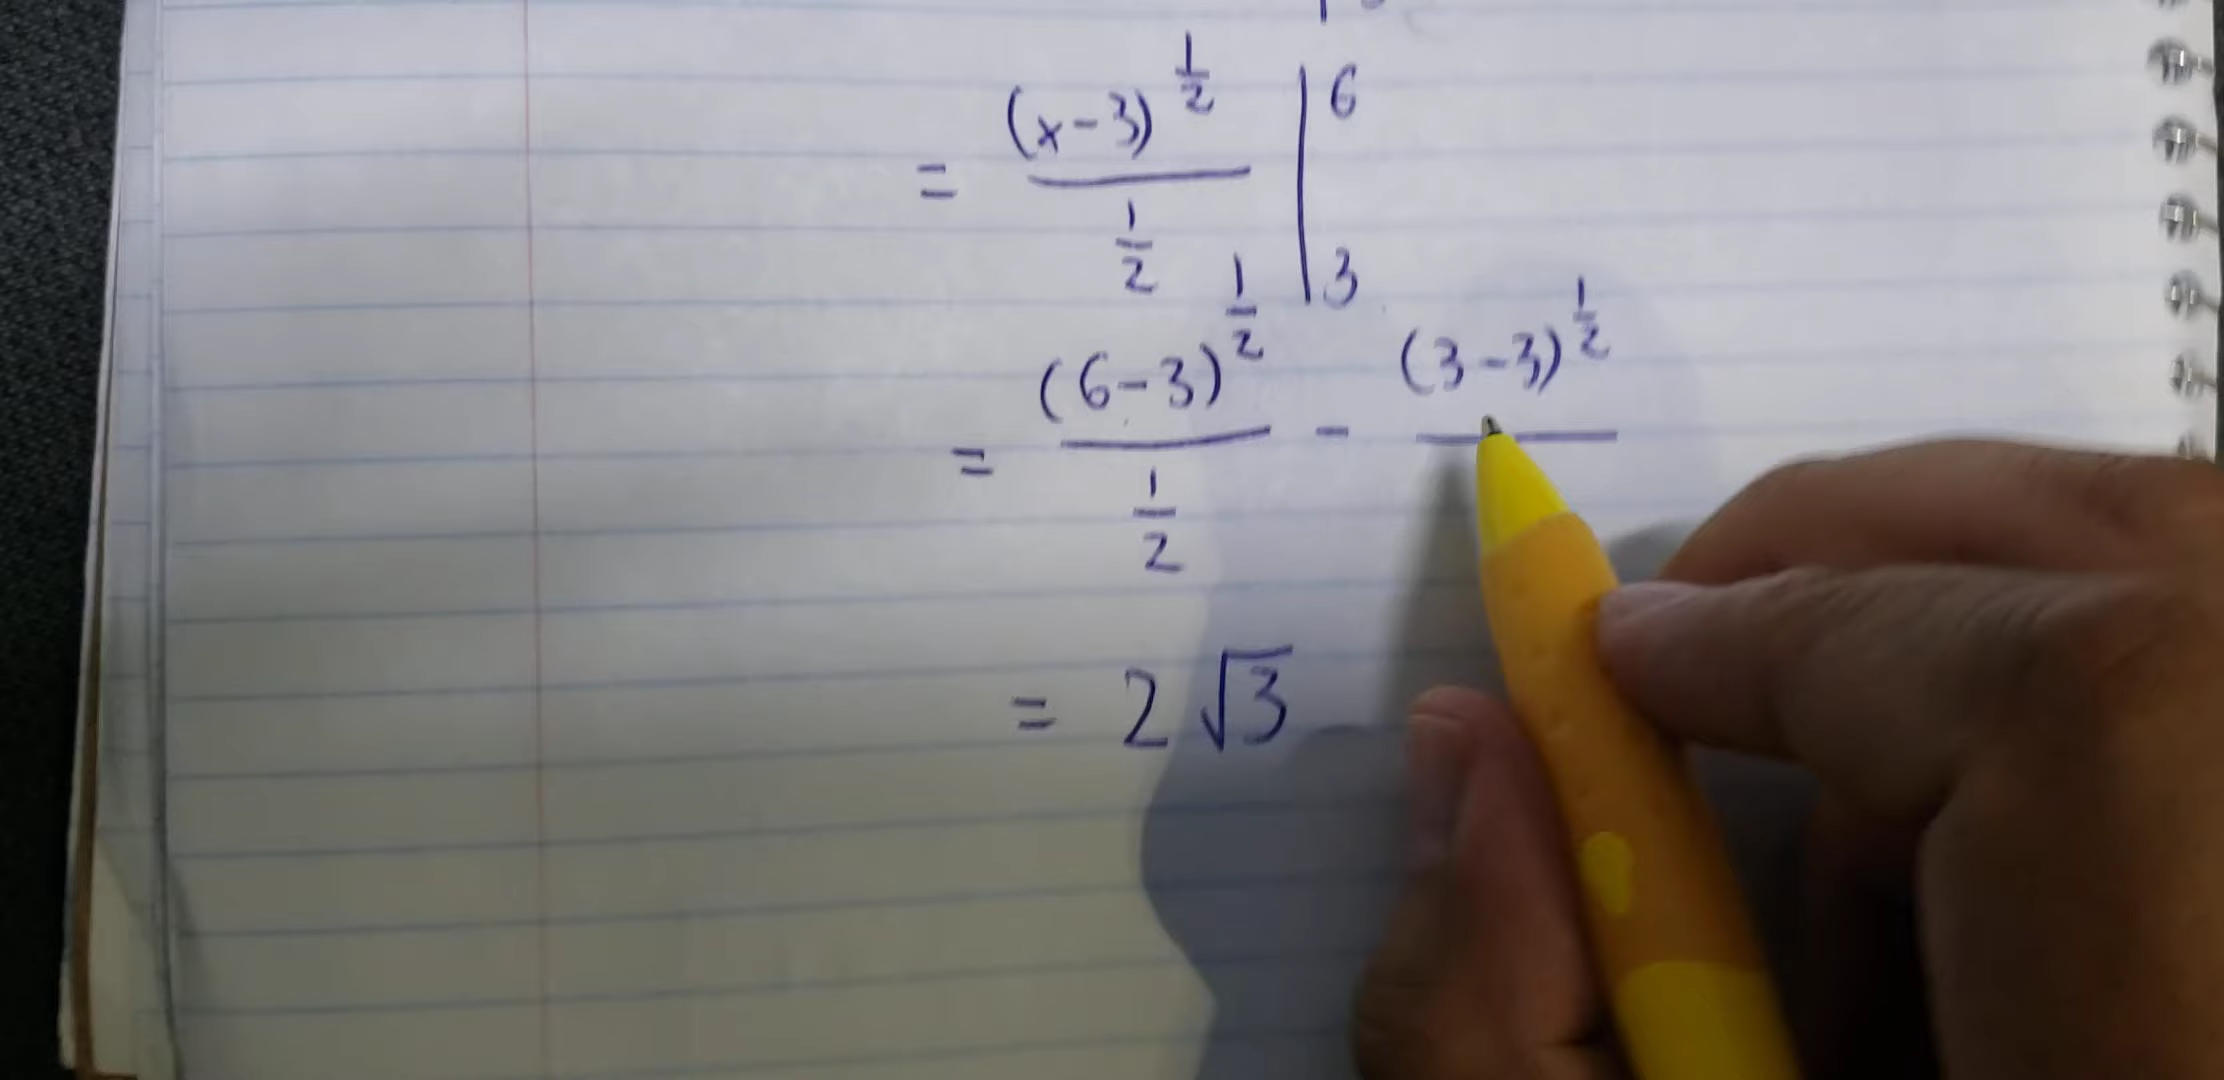 = (x-3)^(1/2) / (1/2) | 6 3
= (6-3)^(1/2) / (1/2) - (3-3)^(1/2) /
= 2√3